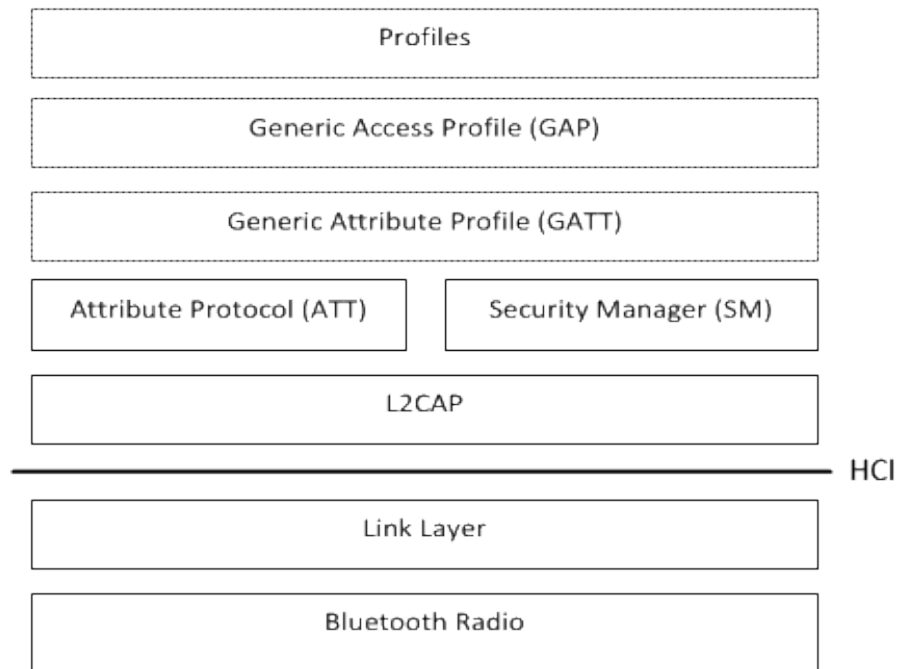 Profiles
Generic Access Profile (GAP)
Generic Attribute Profile (GATT)
Attribute Protocol (ATT)
Security Manager (SM)
L2CAP
HCI
Link Layer
Bluetooth Radio